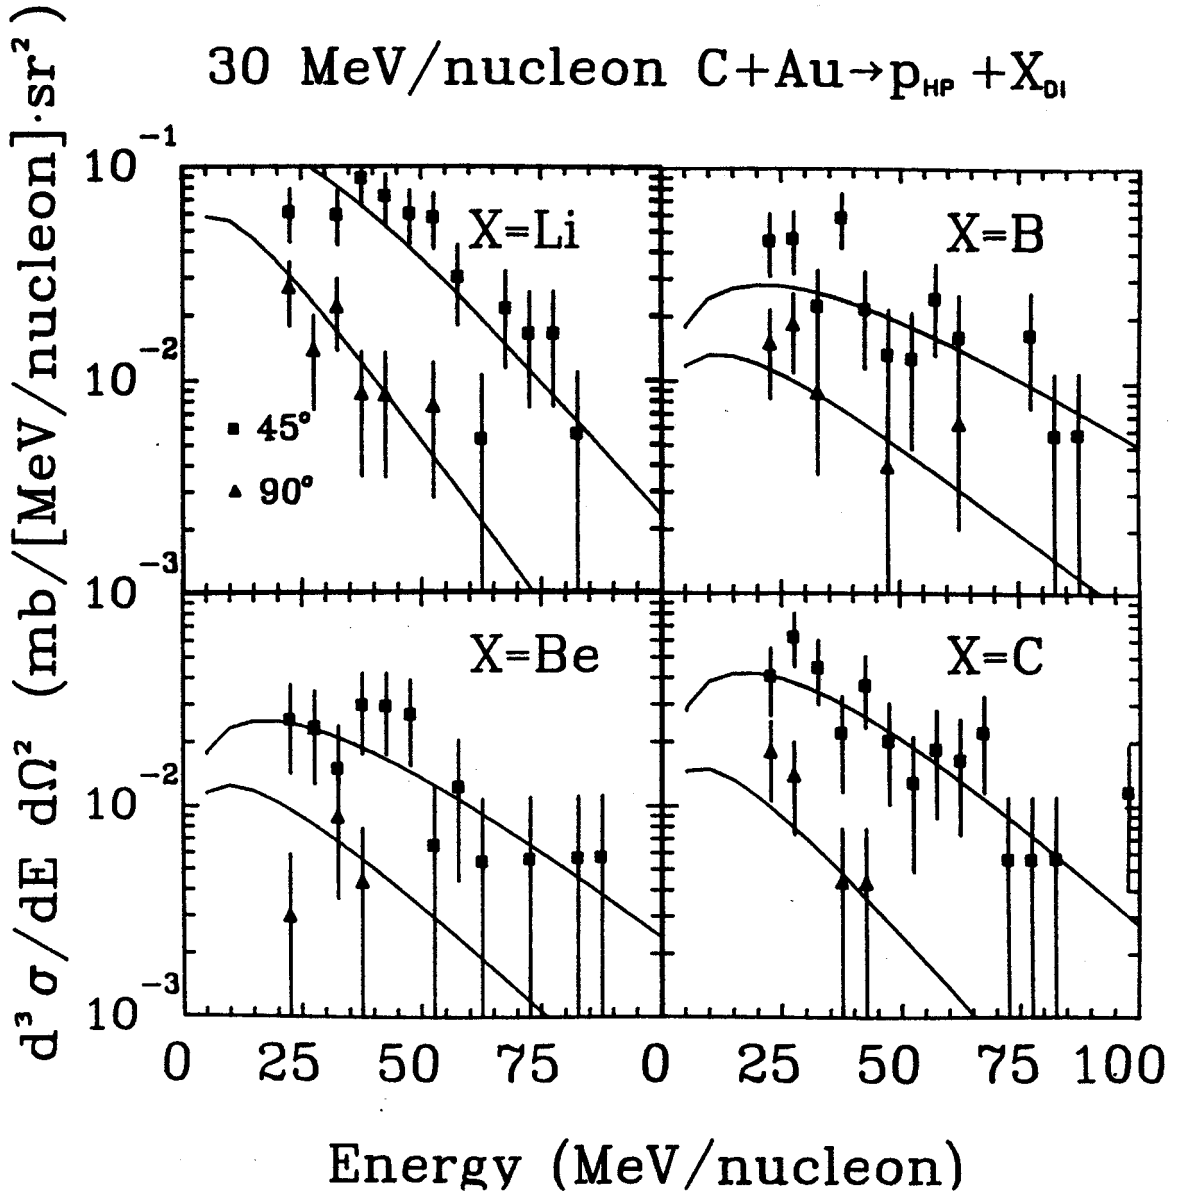 30 MeV/nucleon C+Au→p_HP +X_DI
d³σ/dE dΩ² (mb/[MeV/nucleon]·sr²)
10⁻¹
X=Li
X=B
10⁻²
45°
90°
10⁻³
X=Be
X=C
10⁻²
10⁻³
0 25 50 75 0 25 50 75 100
Energy (MeV/nucleon)